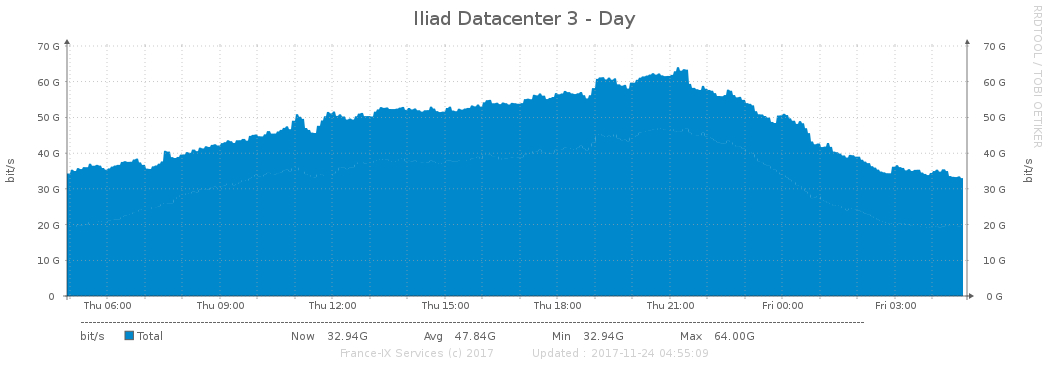 Iliad Datacenter 3 - Day
RRDTOOL / TOBI OETIKER
70 G 70 G
60 G 60 G
50 G 50 G
40 G 40 G
30 G 30 G
20 G 20 G
10 G 10 G
0 0 G
bit/s bit/s
Thu 06:00 Thu 09:00 Thu 12:00 Thu 15:00 Thu 18:00 Thu 21:00 Fri 00:00 Fri 03:00
bit/s Total Now 32.94G Avg 47.84G Min 32.94G Max 64.00G
France-IX Services (c) 2017 Updated : 2017-11-24 04:55:09